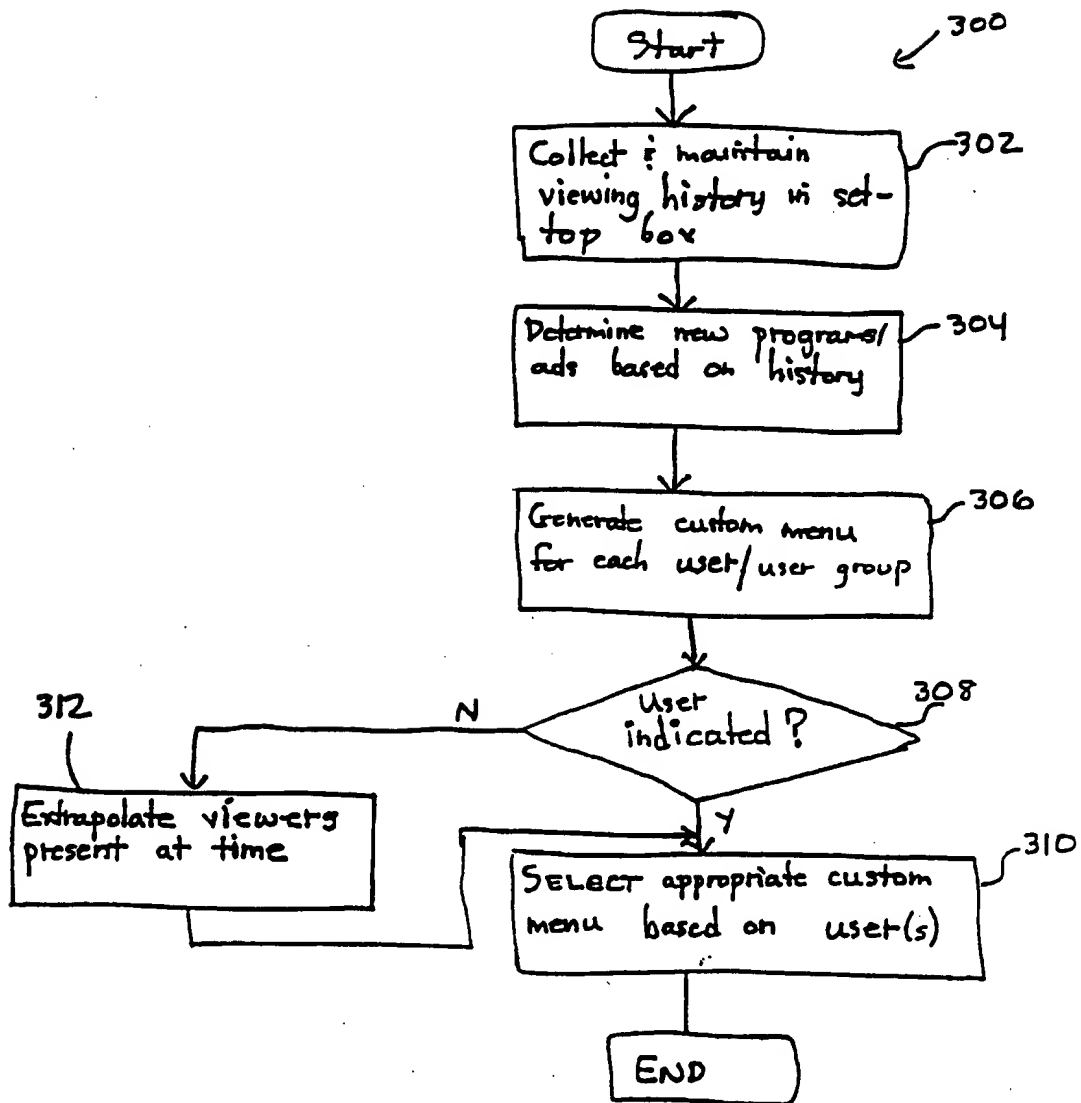 Start
300
Collect & maintain
viewing history in set-
top box
302
Determine new programs/
ads based on history
304
Generate custom menu
for each user/user group
306
User
indicated?
308
N
312
Extrapolate viewers
present at time
Y
SELECT appropriate custom
menu based on user(s)
310
END